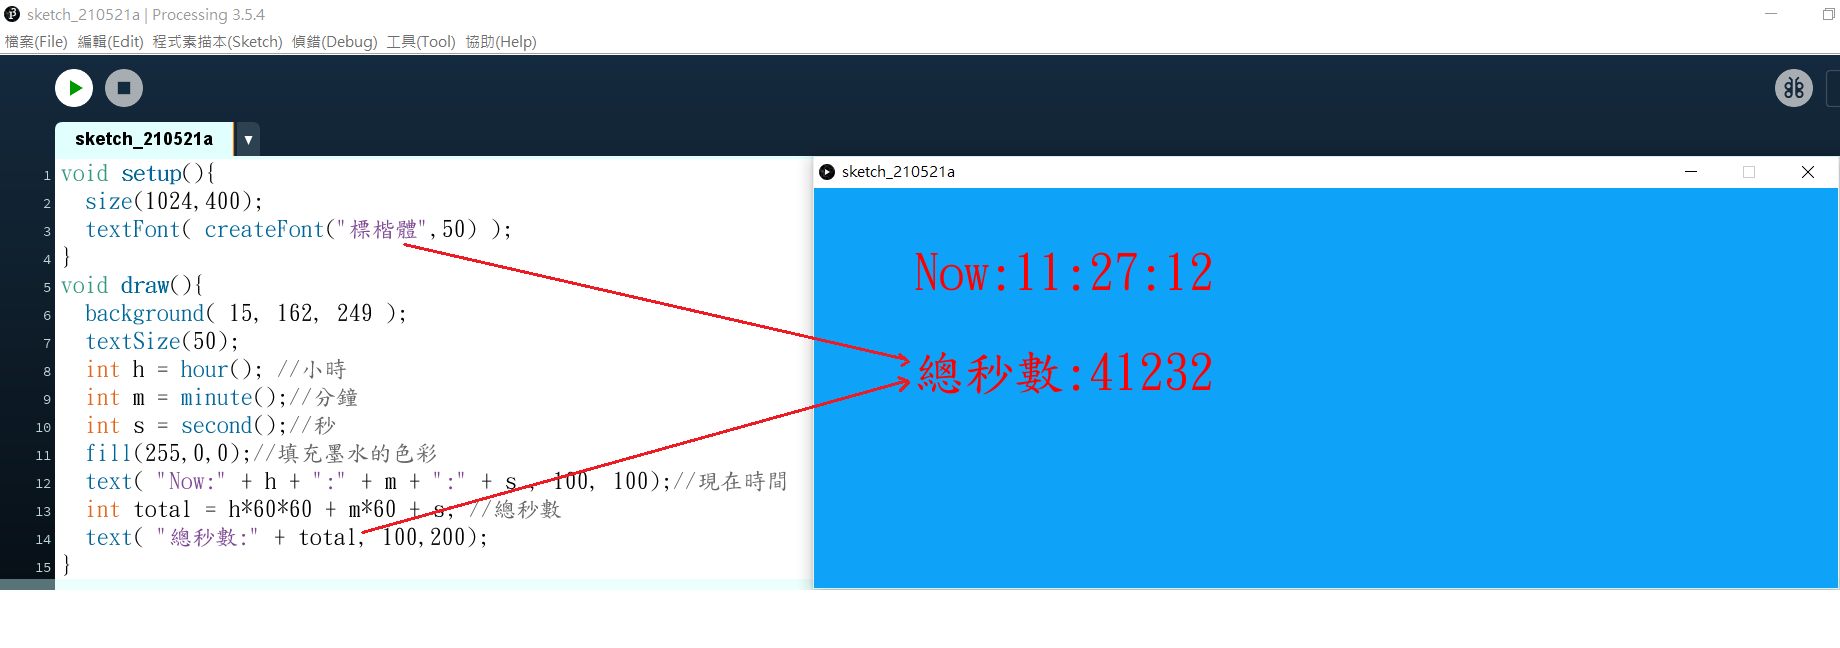 sketch_210521a | Processing 3.5.4
檔案(File) 編輯(Edit) 程式素描本(Sketch) 偵錯(Debug) 工具(Tool) 協助(Help)
sketch_210521a
1 void setup(){
2 size(1024,400);
3 textFont( createFont("標楷體",50) );
4 }
5 void draw(){
6 background( 15, 162, 249 );
7 textSize(50);
8 int h = hour(); //小時
9 int m = minute();//分鐘
10 int s = second();//秒
11 fill(255,0,0);//填充墨水的色彩
12 text( "Now:" + h + ":" + m + ":" + s , 100, 100);//現在時間
13 int total = h*60*60 + m*60 + s; //總秒數
14 text( "總秒數:" + total, 100,200);
15 }
sketch_210521a
Now:11:27:12
總秒數:41232